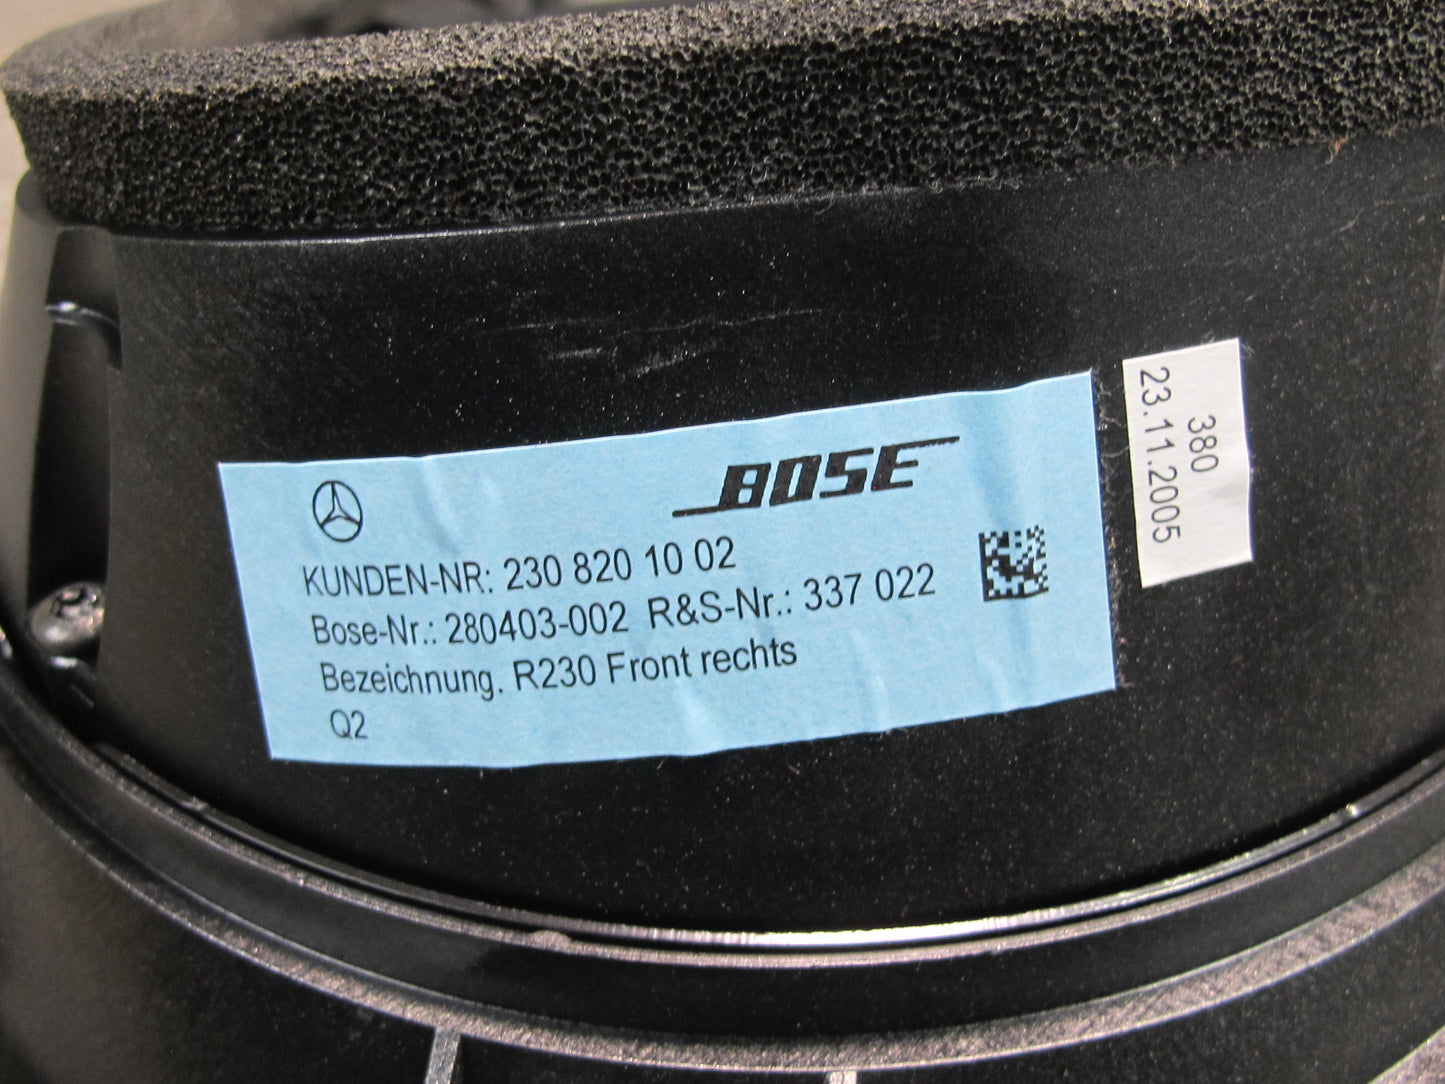 BOSE
KUNDEN-NR: 230 820 10 02
Bose-Nr.: 280403-002 R&S-Nr.: 337 022
Bezeichnung. R230 Front rechts
Q2
380
23.11.2005